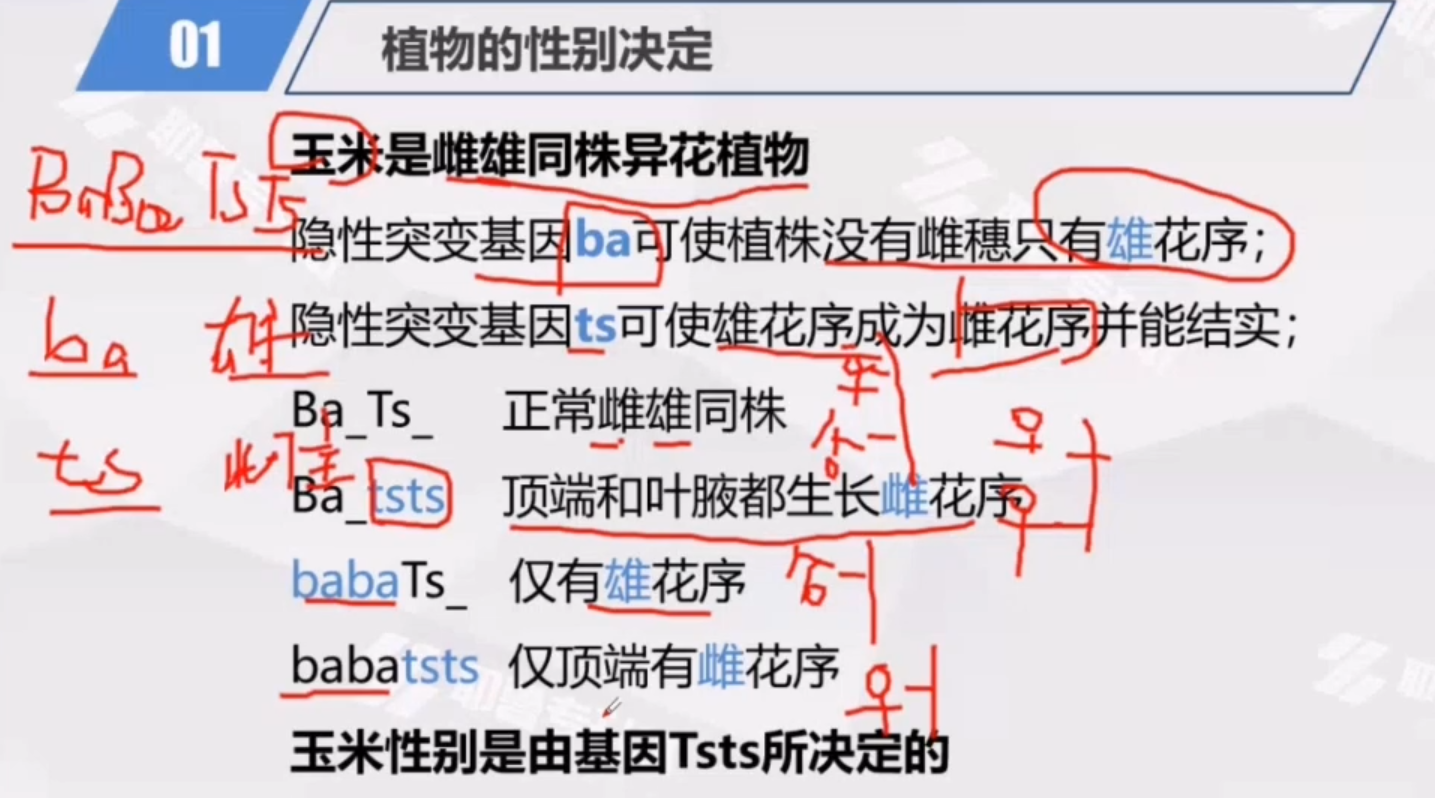 01 植物的性别决定
玉米是雌雄同株异花植物
BaBa TsTs
隐性突变基因ba可使植株没有雌穗只有雄花序；
ba 雄
隐性突变基因ts可使雄花序成为雌花序并能结实；
Ba_Ts_ 正常雌雄同株
ts 雌
Ba_tsts 顶端和叶腋都生长雌花序
babaTs_ 仅有雄花序
babatsts 仅顶端有雌花序
玉米性别是由基因Tsts所决定的